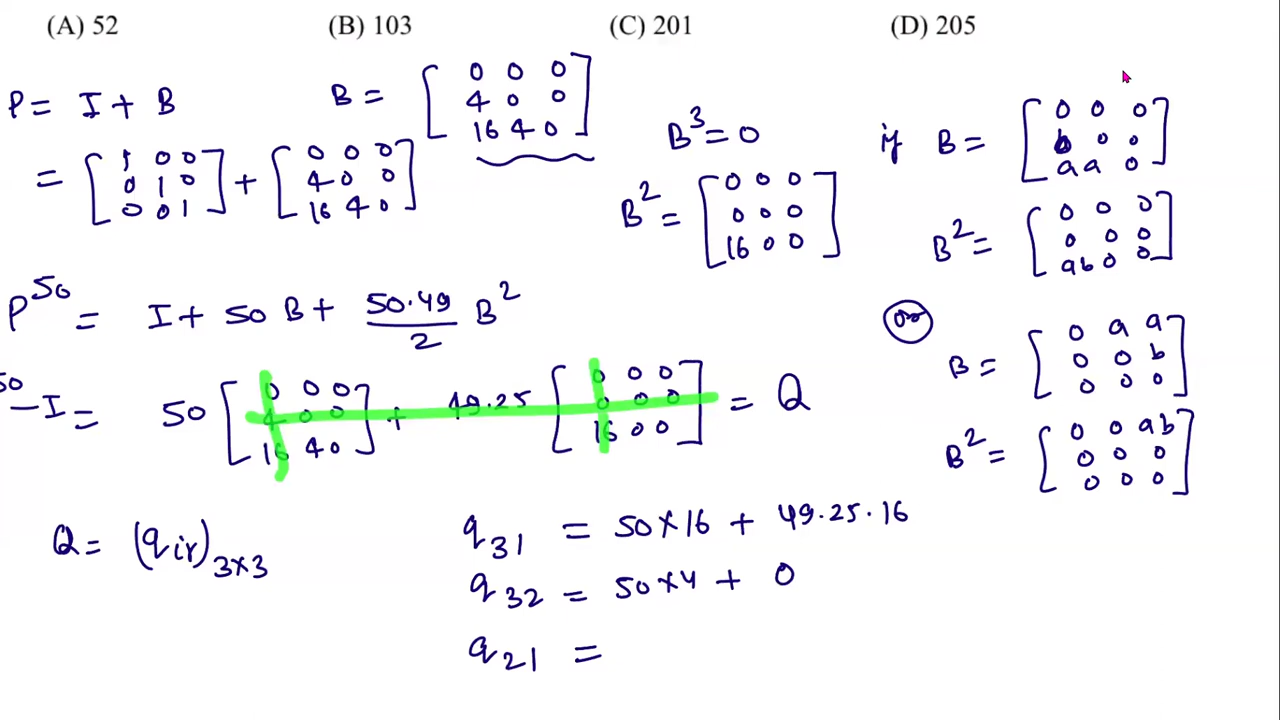 (A) 52 (B) 103 (C) 201 (D) 205
P = I + B
= [1 0 0
0 1 0
0 0 1] + [0 0 0
4 0 0
16 4 0]
B = [0 0 0
4 0 0
16 4 0]
B³ = 0
B² = [0 0 0
0 0 0
16 0 0]
if B = [0 0 0
b 0 0
a a 0]
B² = [0 0 0
0 0 0
ab 0 0]
or
B = [0 a a
0 0 b
0 0 0]
B² = [0 0 ab
0 0 0
0 0 0]
P⁵⁰ = I + 50 B + 50.49/2 B²
50 - I = 50 [0 0 0
4 0 0
16 4 0] + 49.25 [0 0 0
0 0 0
16 0 0] = Q
Q = (qir)3×3
q31 = 50×16 + 49.25.16
q32 = 50×4 + 0
q21 =